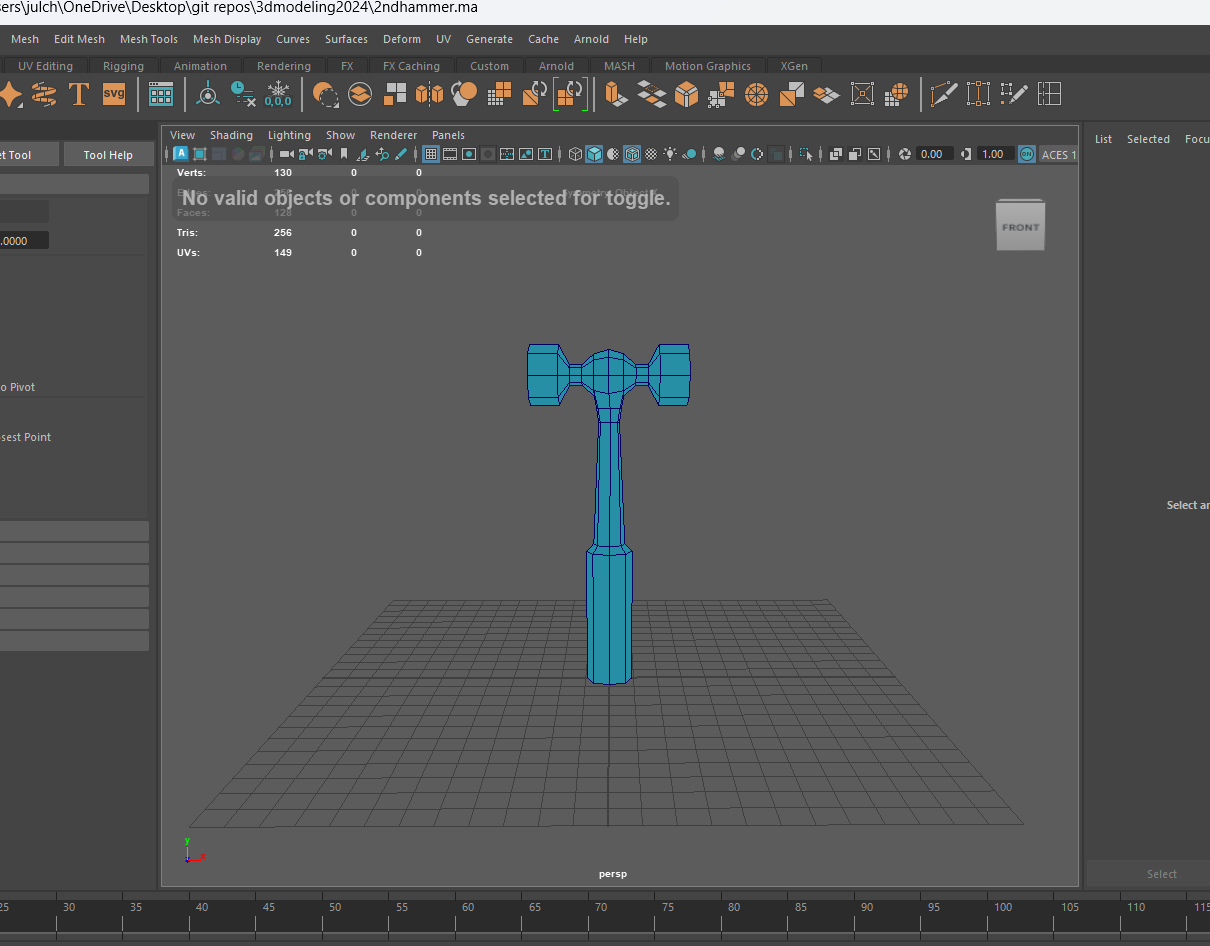 sers\julch\OneDrive\Desktop\git repos\3dmodeling2024\2ndhammer.ma
Mesh Edit Mesh Mesh Tools Mesh Display Curves Surfaces Deform UV Generate Cache Arnold Help
UV Editing Rigging Animation Rendering FX FX Caching Custom Arnold MASH Motion Graphics XGen
T SVG 0,0,0
View Shading Lighting Show Renderer Panels
List Selected Focu
et Tool Tool Help
A T 0.00 1.00 ON ACES 1
Verts: 130 0 0
No valid objects or components selected for toggle.
Faces: 128 0 0
Tris: 256 0 0
UVs: 149 0 0
FRONT
.0000
o Pivot
sest Point
Select an
y
x
persp
Select
25 30 35 40 45 50 55 60 65 70 75 80 85 90 95 100 105 110 115